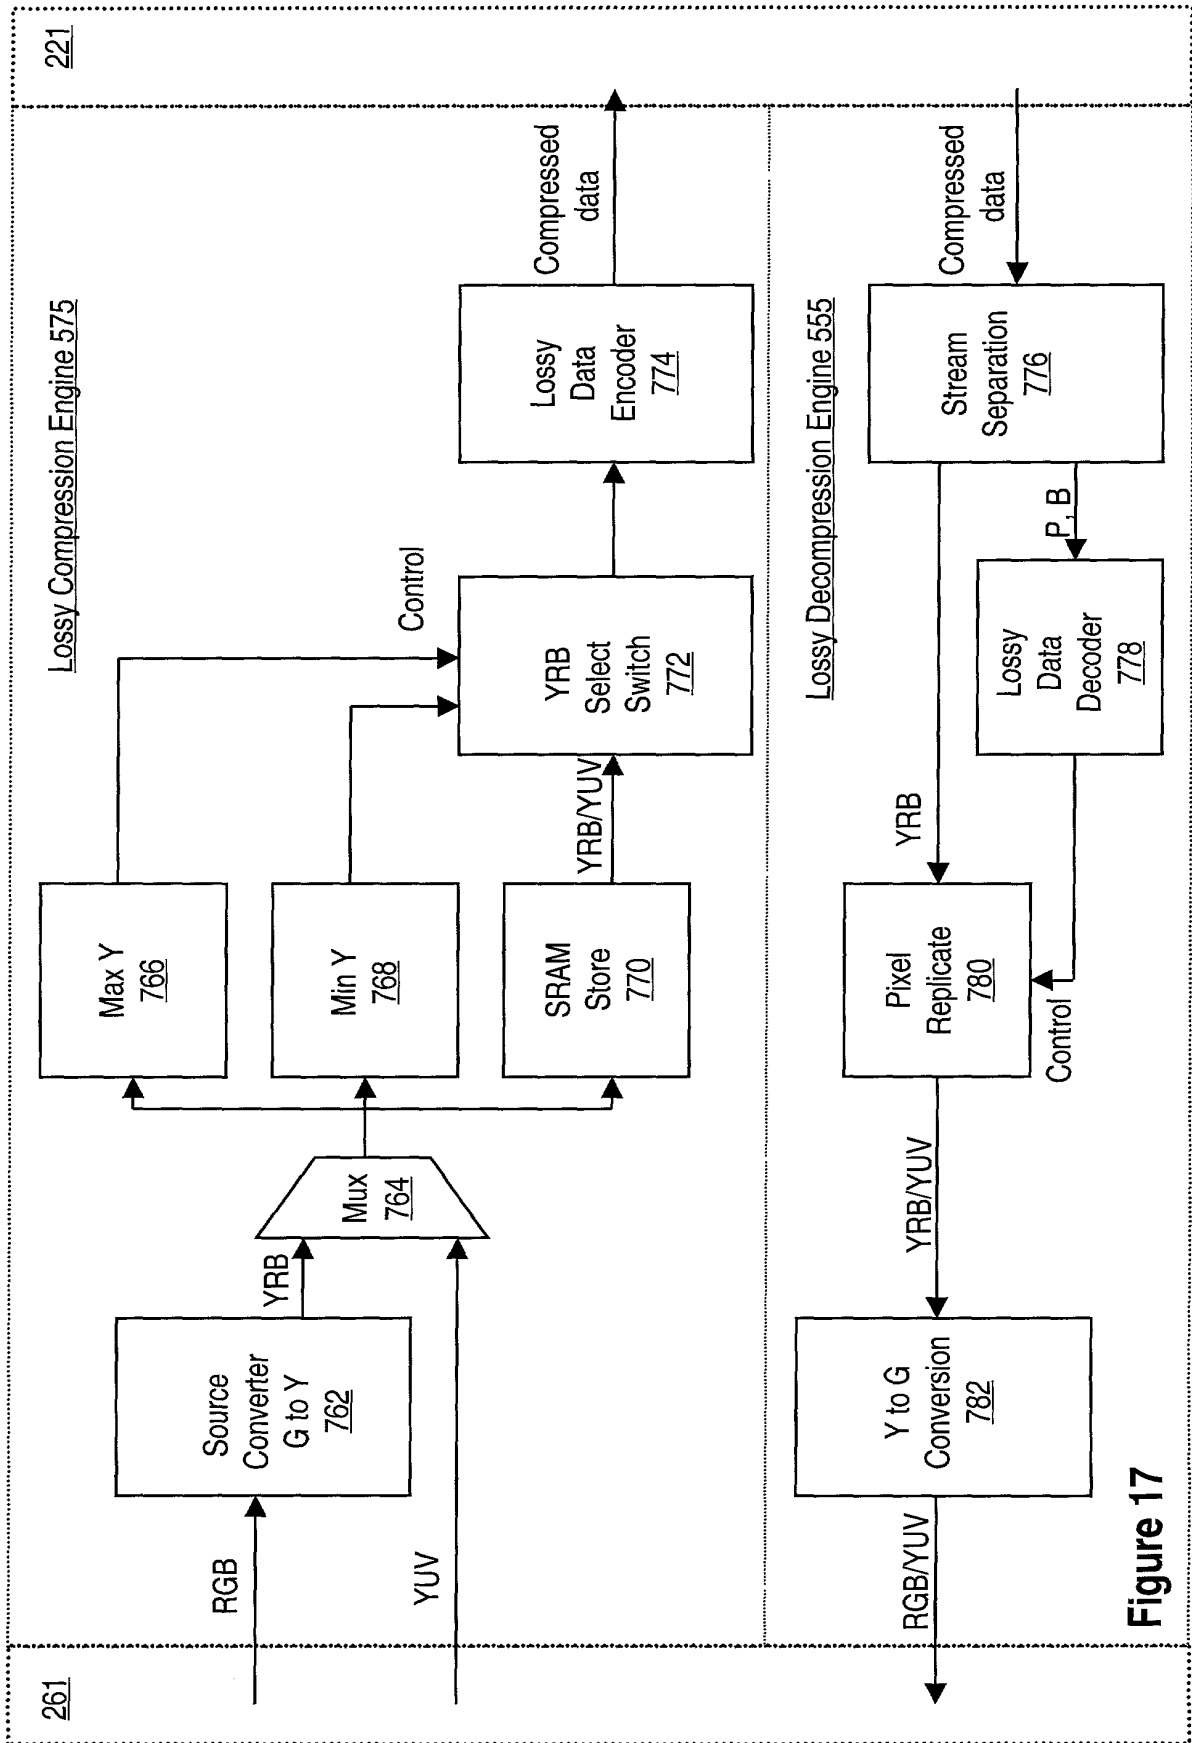 261
221
Lossy Compression Engine 575
RGB
YUV
Source
Converter
G to Y
762
YRB
Mux
764
Max Y
766
Min Y
768
SRAM
Store
770
YRB/YUV
Control
YRB
Select
Switch
772
Lossy
Data
Encoder
774
Compressed
data
Lossy Decompression Engine 555
Compressed
data
Stream
Separation
776
P, B
Lossy
Data
Decoder
778
YRB
Control
Pixel
Replicate
780
YRB/YUV
Y to G
Conversion
782
RGB/YUV
Figure 17